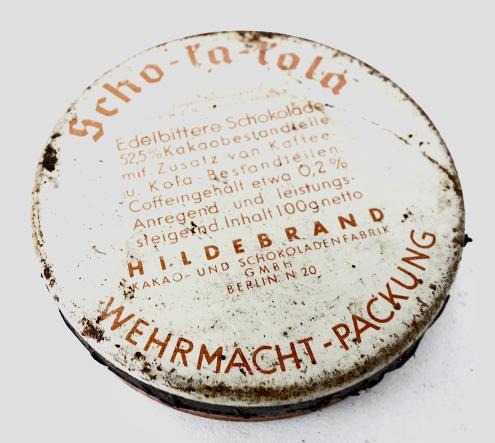 Scho-ka-kola
Edelbittere Schokolade
52,5% Kakaobestandteile
mit Zusatz von Kaffee-
u. Kola-Bestandteilen
Coffeingehalt etwa 0,2%
Anregend und leistungs-
steigend. Inhalt 100g netto
HILDEBRAND
KAKAO- UND SCHOKOLADENFABRIK
GMBH
BERLIN N 20
WEHRMACHT-PACKUNG